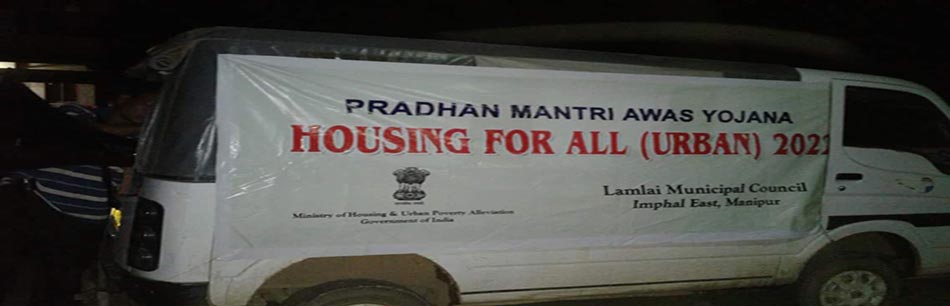 PRADHAN MANTRI AWAS YOJANA
HOUSING FOR ALL (URBAN) 2022
Ministry of Housing & Urban Poverty Alleviation
Government of India
Lamlai Municipal Council
Imphal East, Manipur